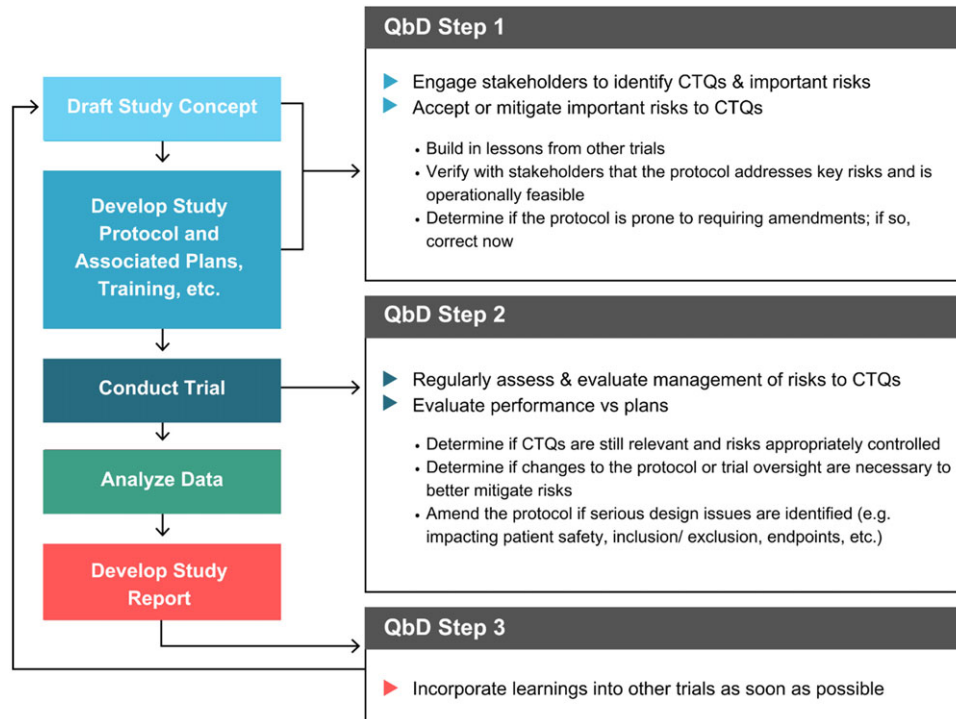 Draft Study Concept
Develop Study
Protocol and
Associated Plans,
Training, etc.
Conduct Trial
Analyze Data
Develop Study
Report
QbD Step 1
Engage stakeholders to identify CTQs & important risks
Accept or mitigate important risks to CTQs
• Build in lessons from other trials
• Verify with stakeholders that the protocol addresses key risks and is
operationally feasible
• Determine if the protocol is prone to requiring amendments; if so,
correct now
QbD Step 2
Regularly assess & evaluate management of risks to CTQs
Evaluate performance vs plans
• Determine if CTQs are still relevant and risks appropriately controlled
• Determine if changes to the protocol or trial oversight are necessary to
better mitigate risks
• Amend the protocol if serious design issues are identified (e.g.
impacting patient safety, inclusion/ exclusion, endpoints, etc.)
QbD Step 3
Incorporate learnings into other trials as soon as possible